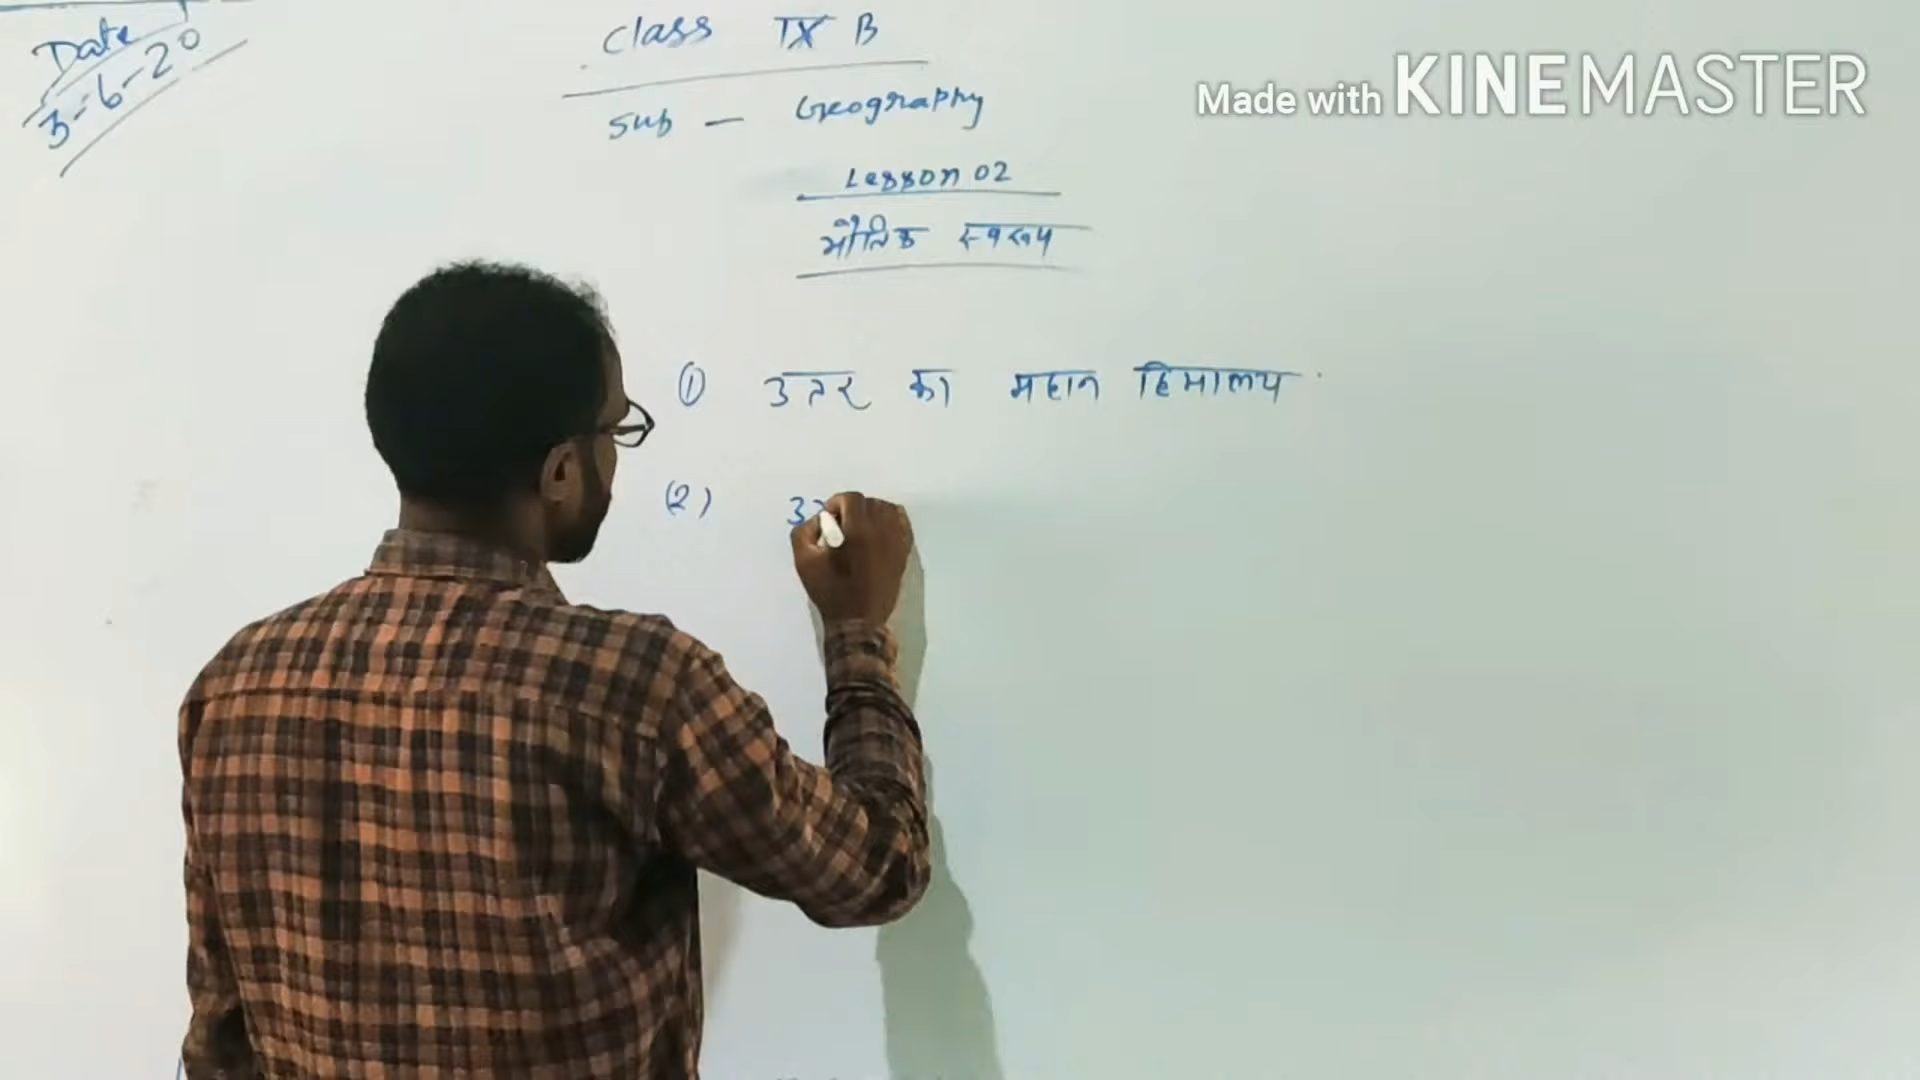 Date
3-6-20
Class IX B
Made with KINEMASTER
Sub - Geography
Lesson 02
भौतिक स्वरूप
① उतर का महान हिमालय
(2) उ